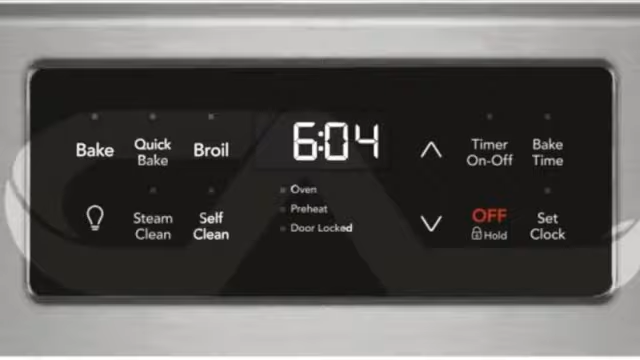 Bake
Quick
Bake
Broil
6:04
Timer
On-Off
Bake
Time
Oven
Preheat
Door Locked
Steam
Clean
Self
Clean
OFF
Hold
Set
Clock